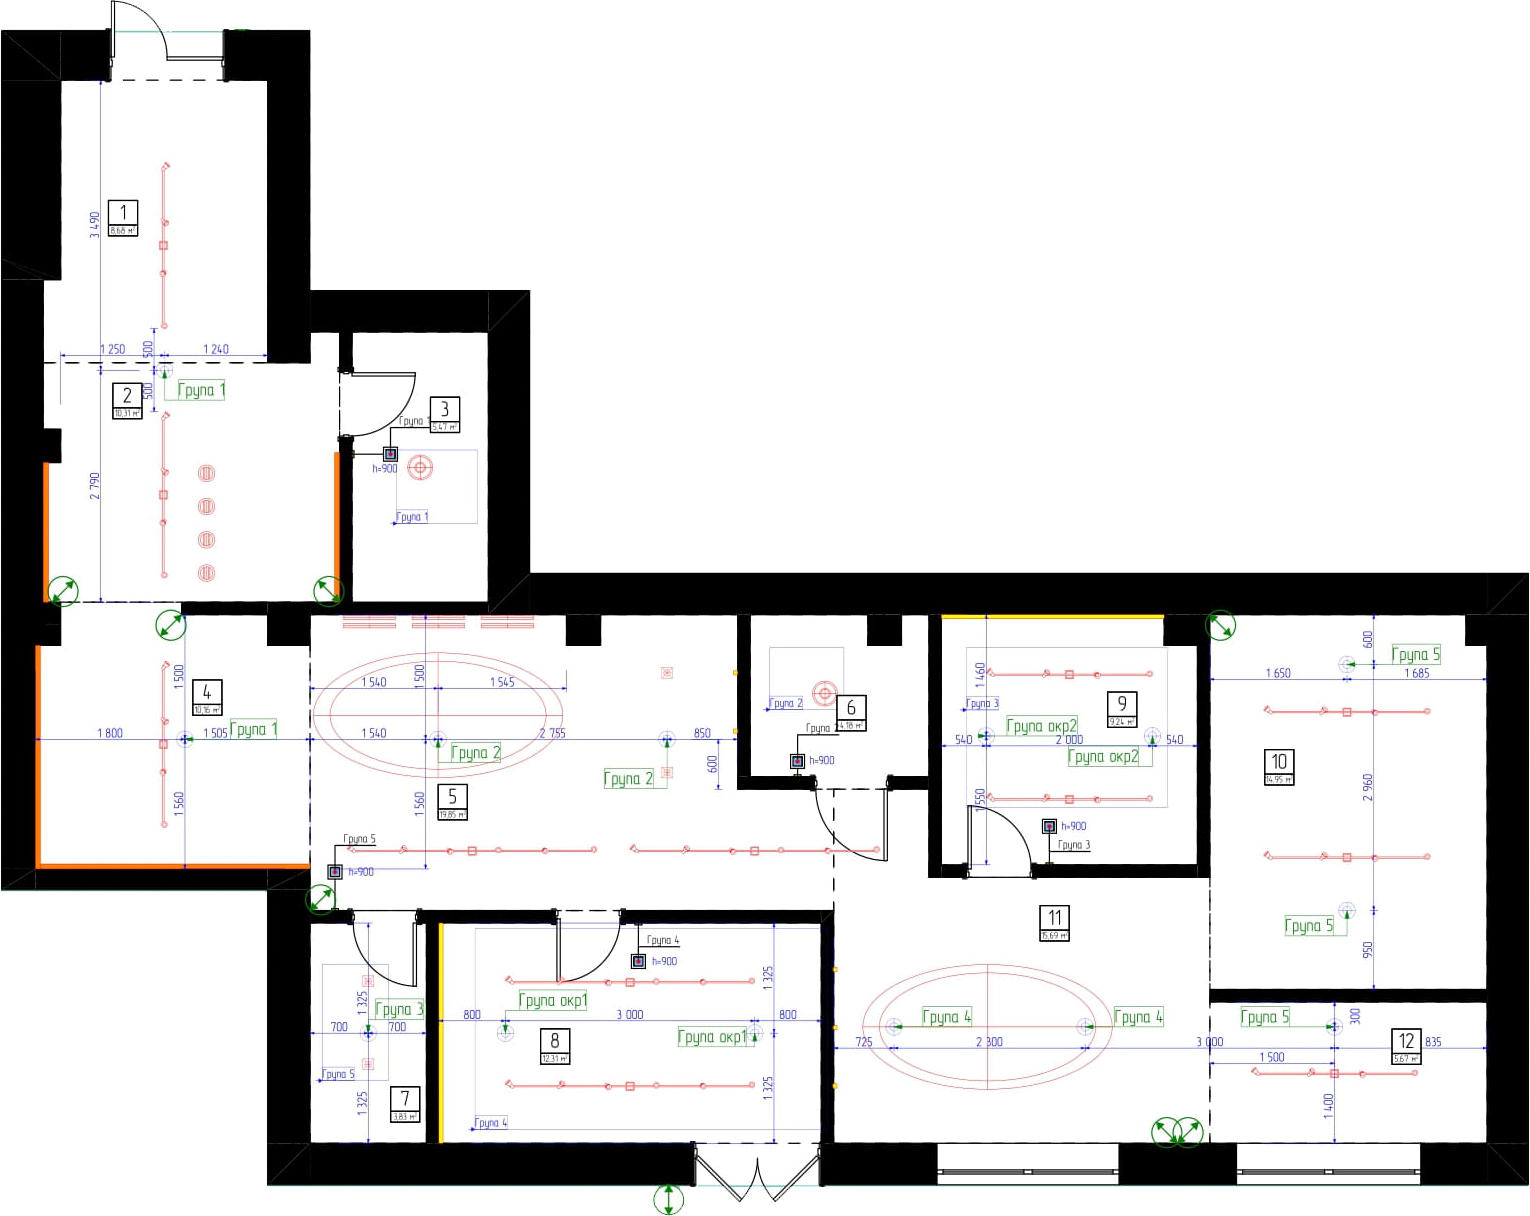 1
8,68 м²
3 490
1 250
1 240
500
500
Група 1
2
10,31 м²
2 790
3
5,47 м²
Група 1
h=900
Група 1
4
10,16 м²
1 500
1 800
1 505
Група 1
1 560
1 540
1 545
1 500
1 540
2 755
850
600
Група 2
Група 2
5
19,85 м²
1 560
Група 5
h=900
Група 2
6
4,18 м²
Група 2
h=900
1 460
Група 3
9
9,24 м²
Група окр2
540
2 000
540
Група окр2
1 550
h=900
Група 3
600
Група 5
1 650
1 685
10
14,95 м²
2 960
Група 5
950
11
15,69 м²
Група 4
h=900
1 325
Група 3
700
700
Група 5
1 325
7
3,83 м²
Група окр1
800
3 000
800
Група окр1
1 325
8
12,31 м²
1 325
Група 4
Група 4
Група 4
725
2 300
3 000
Група 5
300
12
5,67 м²
835
1 500
1 400